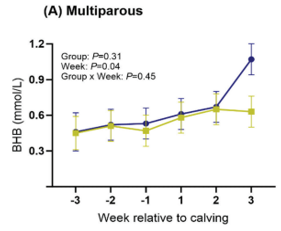 (A) Multiparous
1.2
Group: P=0.31
Week: P=0.04
Group x Week: P=0.45
0.9
0.6
0.3
BHB (mmol/L)
-3 -2 -1 1 2 3
Week relative to calving